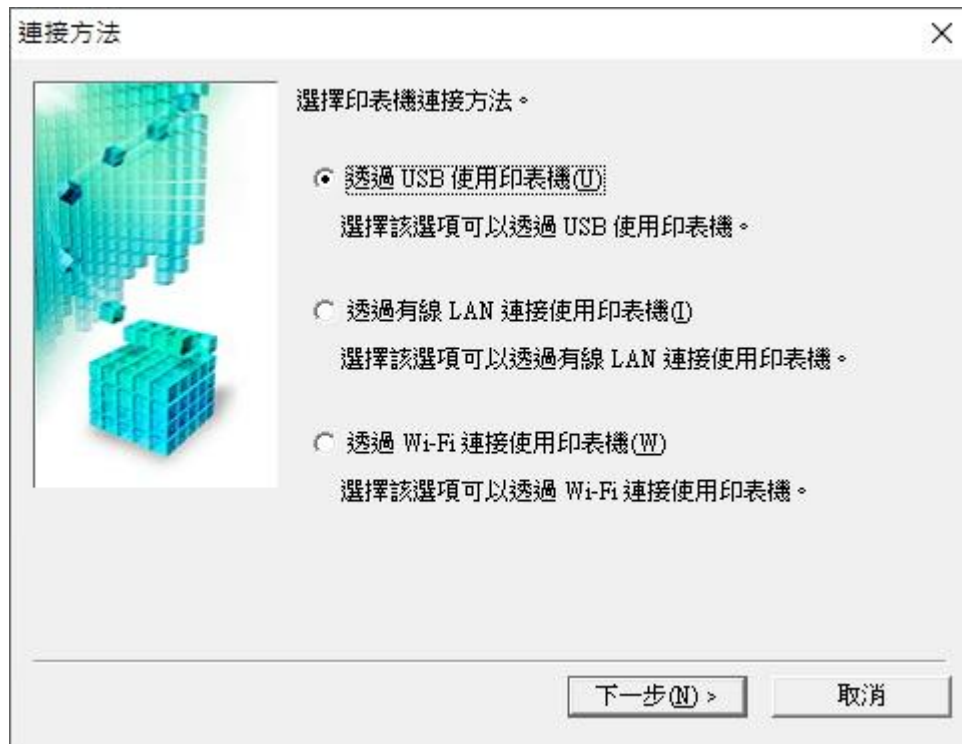 連接方法
選擇印表機連接方法。
透過 USB 使用印表機(U)
選擇該選項可以透過 USB 使用印表機。
透過有線 LAN 連接使用印表機(I)
選擇該選項可以透過有線 LAN 連接使用印表機。
透過 Wi-Fi 連接使用印表機(W)
選擇該選項可以透過 Wi-Fi 連接使用印表機。
下一步(N) >
取消